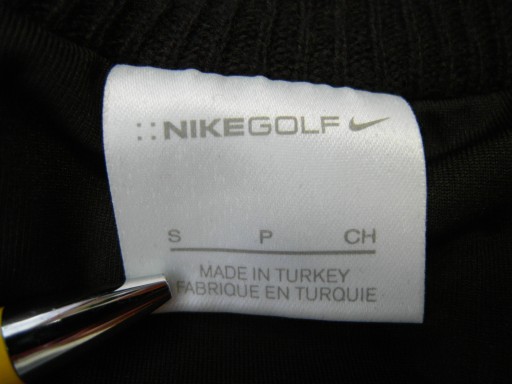 ::NIKEGOLF
S P CH
MADE IN TURKEY
FABRIQUE EN TURQUIE